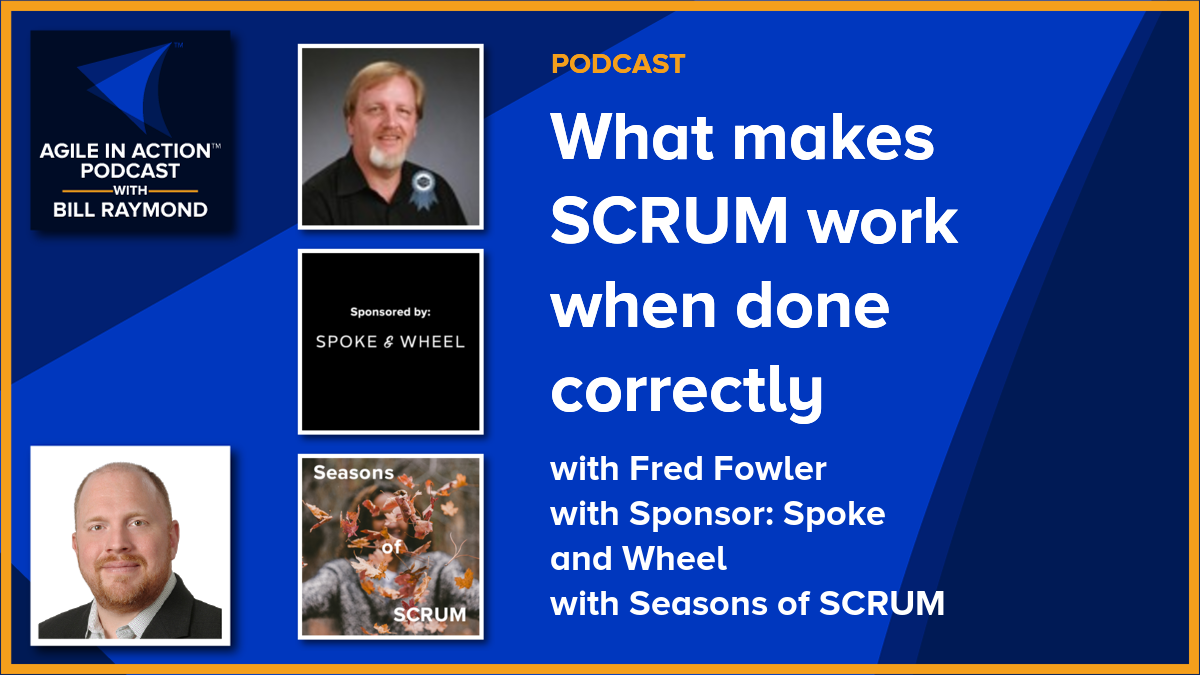 AGILE IN ACTION™
PODCAST
WITH
BILL RAYMOND
Sponsored by:
SPOKE & WHEEL
Seasons
of
SCRUM
PODCAST
What makes
SCRUM work
when done
correctly
with Fred Fowler
with Sponsor: Spoke
and Wheel
with Seasons of SCRUM